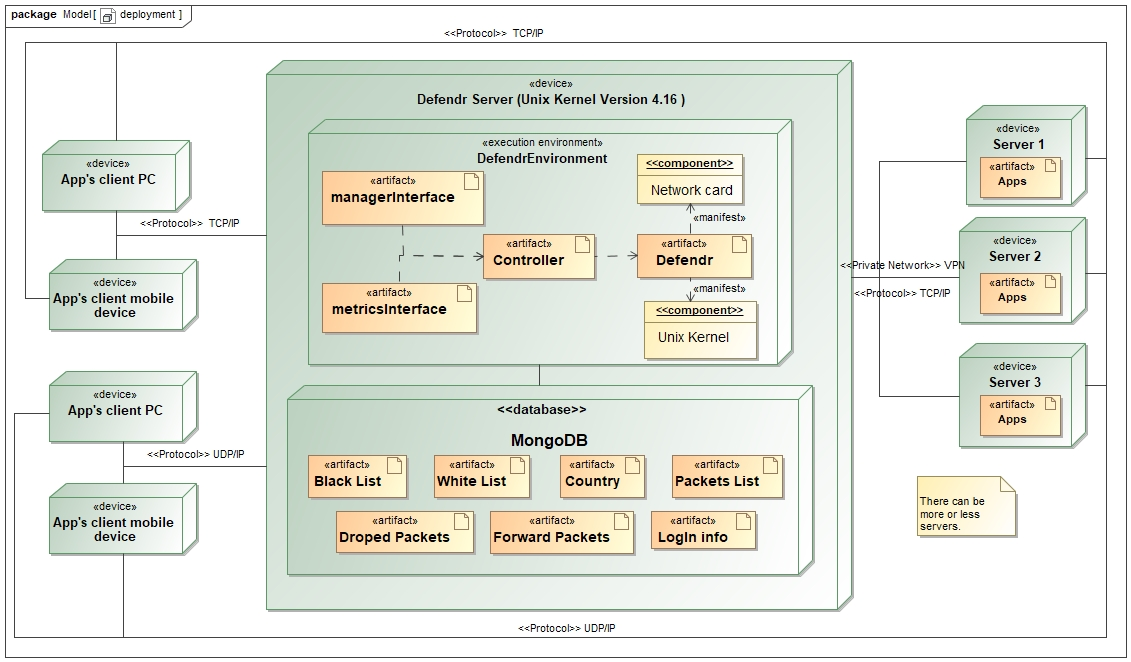 package Model[ deployment ]
<<Protocol>> TCP/IP
«device»
App's client PC
<<Protocol>> TCP/IP
«device»
App's client mobile
device
«device»
App's client PC
<<Protocol>> UDP/IP
«device»
App's client mobile
device
«device»
Defendr Server (Unix Kernel Version 4.16 )
«execution environment»
DefendrEnvironment
«artifact»
managerInterface
«artifact»
metricsInterface
«artifact»
Controller
<<component>>
Network card
«manifest»
«artifact»
Defendr
«manifest»
<<component>>
Unix Kernel
<<database>>
MongoDB
«artifact»
Black List
«artifact»
White List
«artifact»
Country
«artifact»
Packets List
«artifact»
Droped Packets
«artifact»
Forward Packets
«artifact»
LogIn info
<<Private Network>> VPN
<<Protocol>> TCP/IP
«device»
Server 1
«artifact»
Apps
«device»
Server 2
«artifact»
Apps
«device»
Server 3
«artifact»
Apps
There can be
more or less
servers.
<<Protocol>> UDP/IP